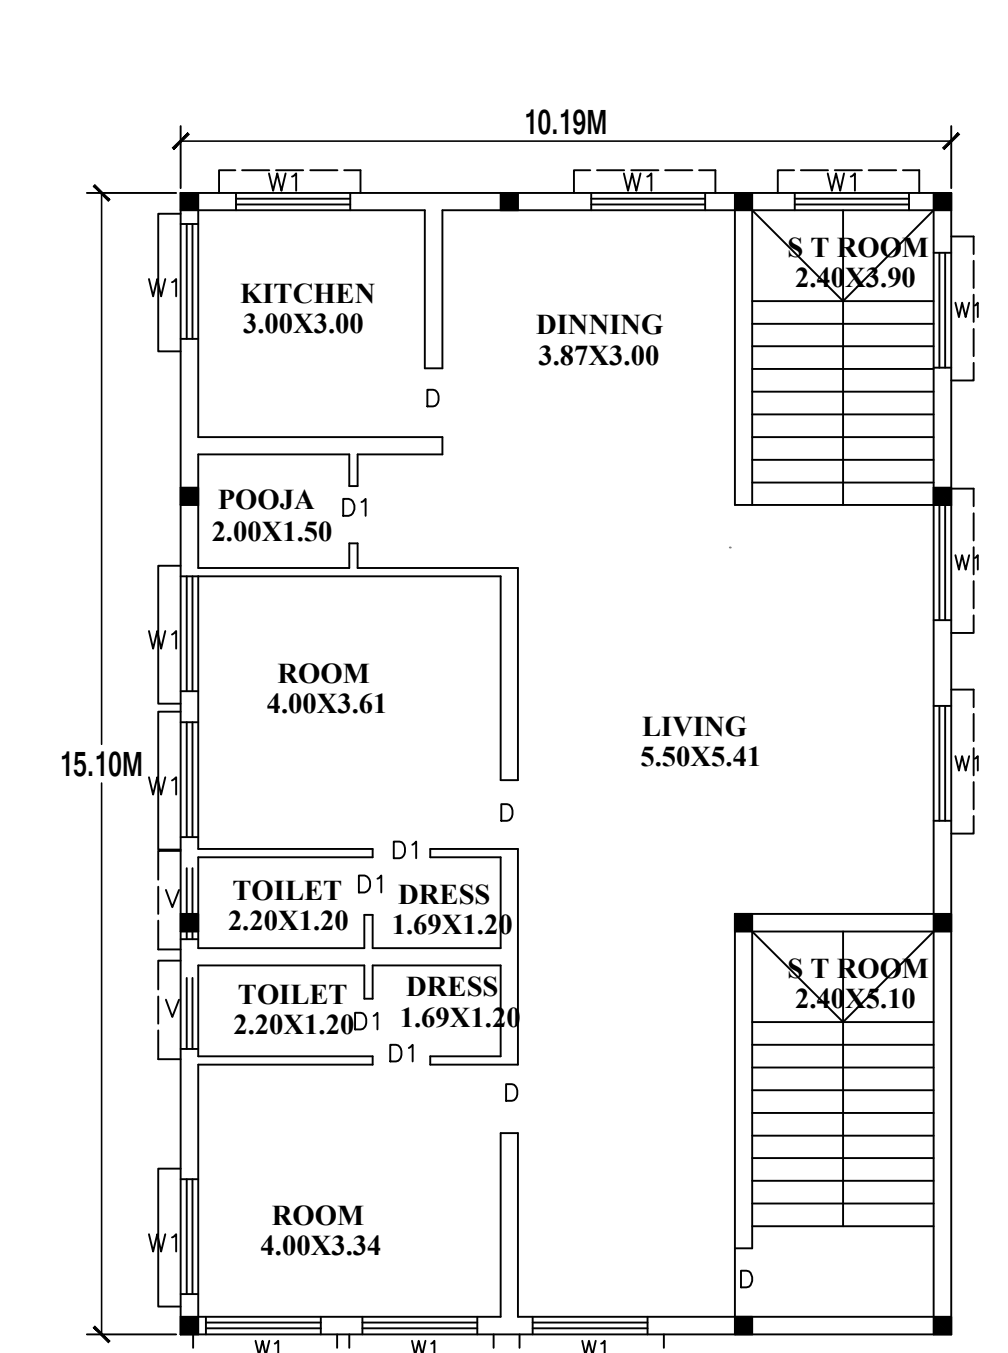 10.19M
W1
W1
W1
S T ROOM
2.40X3.90
W1
KITCHEN
3.00X3.00
W1
DINNING
3.87X3.00
D
POOJA
2.00X1.50
D1
W1
W1
ROOM
4.00X3.61
LIVING
5.50X5.41
15.10M
W1
W1
D
D1
TOILET
2.20X1.20
D1
DRESS
1.69X1.20
V
S T ROOM
2.40X5.10
TOILET
2.20X1.20
D1
DRESS
1.69X1.20
V
D1
D
ROOM
4.00X3.34
W1
D
W1
W1
W1